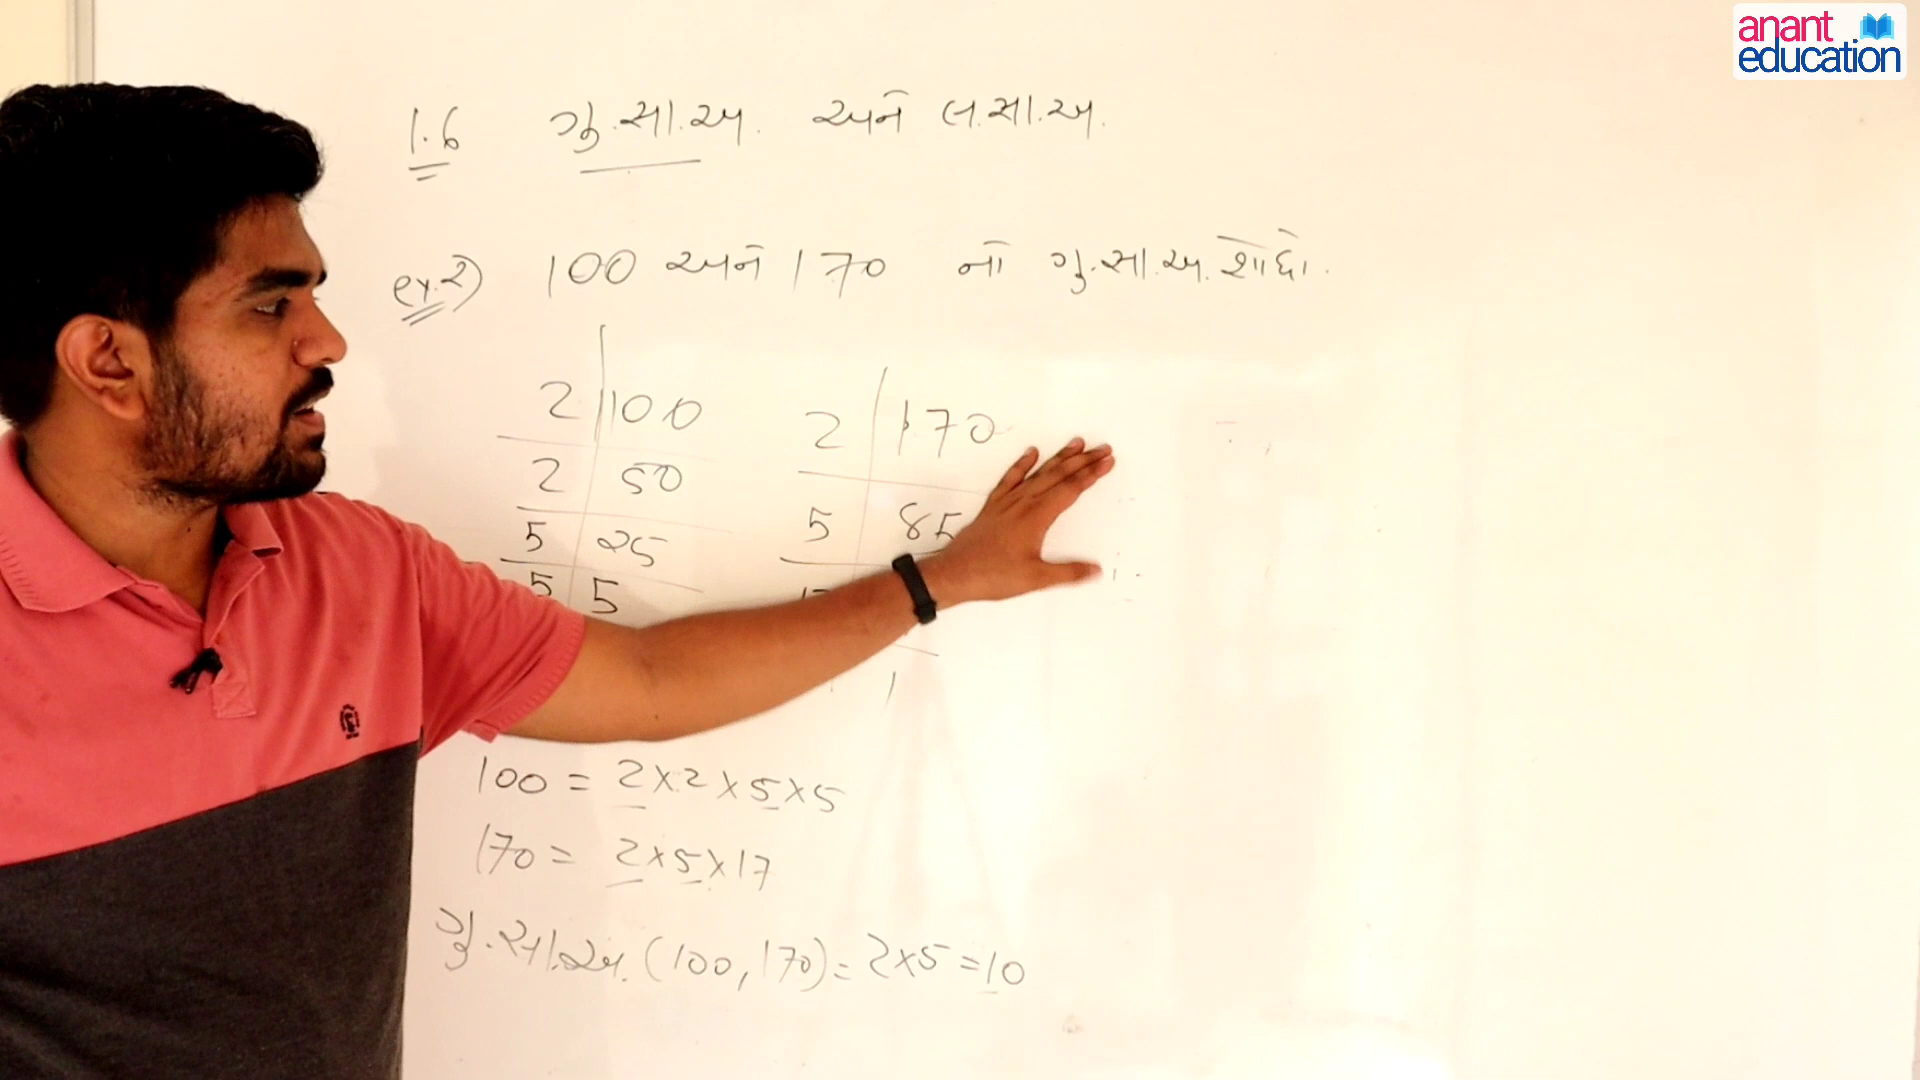 anant
education
1.6 ગુ.સા.અ. અને લ.સા.અ.
ex.2) 100 અને 170 નો ગુ.સા.અ. શોધો.
2 100
2 50
5 25
5 5
2 170
5 85
1
100 = 2×2×5×5
170 = 2×5×17
ગુ.સા.અ. (100, 170) = 2×5 = 10